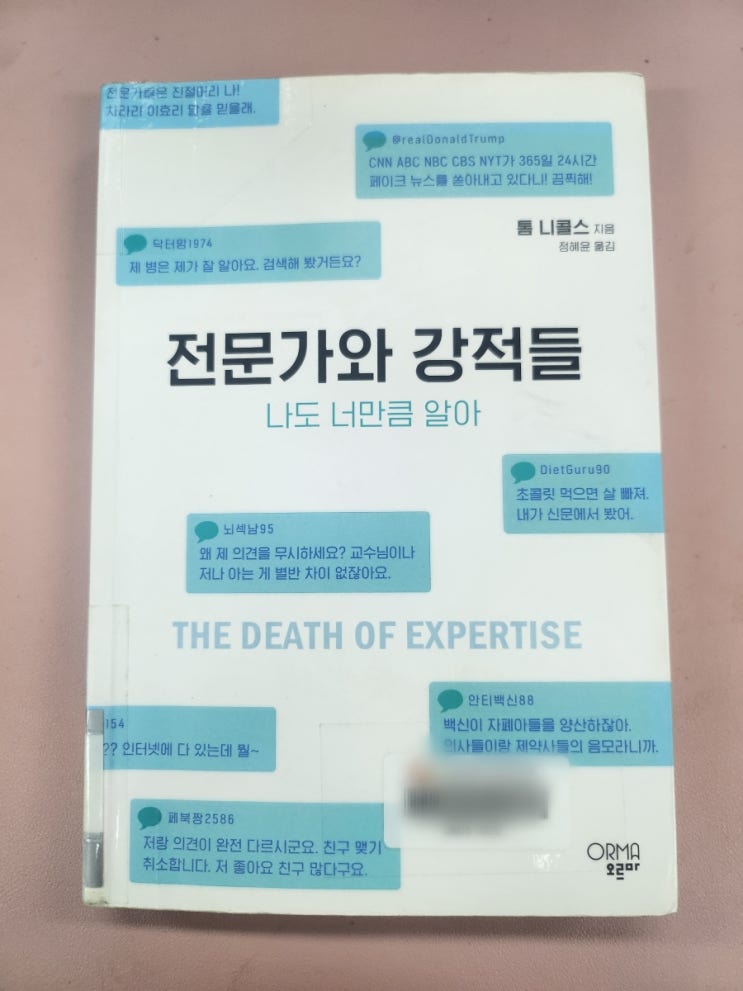 전문가들은 진절머리 나!
차라리 이효리 말을 믿을래.
@realDonaldTrump
CNN ABC NBC CBS NYT가 365일 24시간
페이크 뉴스를 쏟아내고 있다니! 끔찍해!
톰 니콜스 지음
정혜윤 옮김
닥터왕1974
제 병은 제가 잘 알아요. 검색해 봤거든요?
전문가와 강적들
나도 너만큼 알아
DietGuru90
초콜릿 먹으면 살 빠져.
내가 신문에서 봤어.
뇌섹남95
왜 제 의견을 무시하세요? 교수님이나
저나 아는 게 별반 차이 없잖아요.
THE DEATH OF EXPERTISE
안티백신88
백신이 자폐아들을 양산하잖아.
의사들이랑 제약사들의 음모라니까.
154
?? 인터넷에 다 있는데 뭘~
페북짱2586
저랑 의견이 완전 다르시군요. 친구 맺기
취소합니다. 저 좋아요 친구 많다구요.
ORMA
오르마